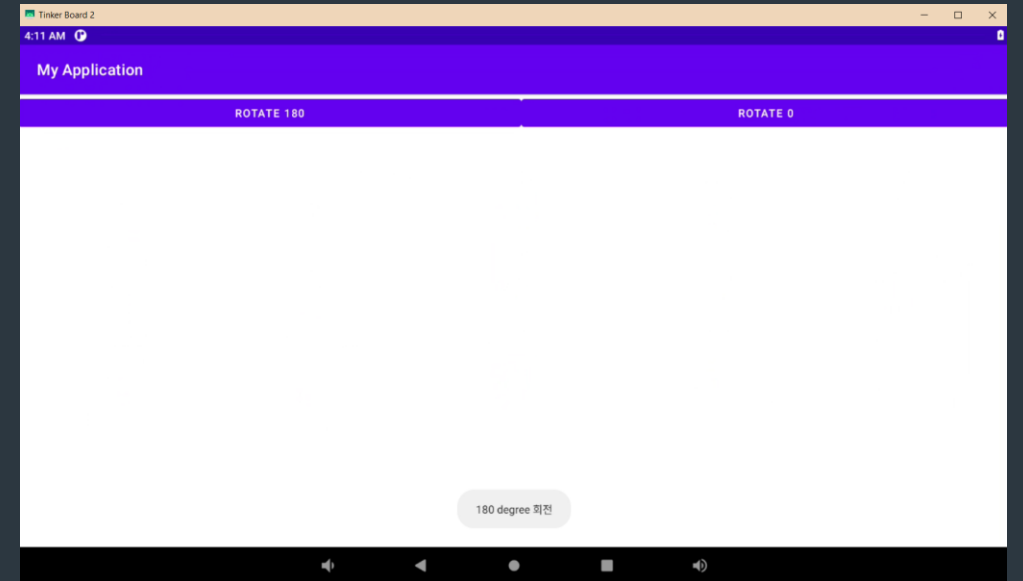 Tinker Board 2
4:11 AM
My Application
ROTATE 180
ROTATE 0
180 degree 회전